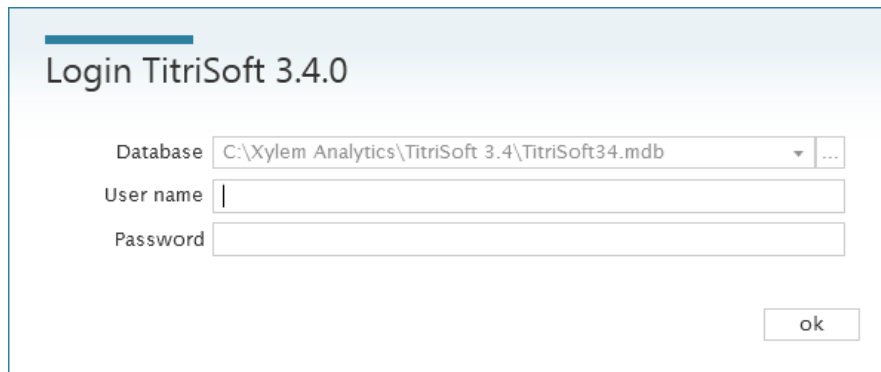 Login TitriSoft 3.4.0
Database C:\Xylem Analytics\TitriSoft 3.4\TitriSoft34.mdb ...
User name
Password
ok